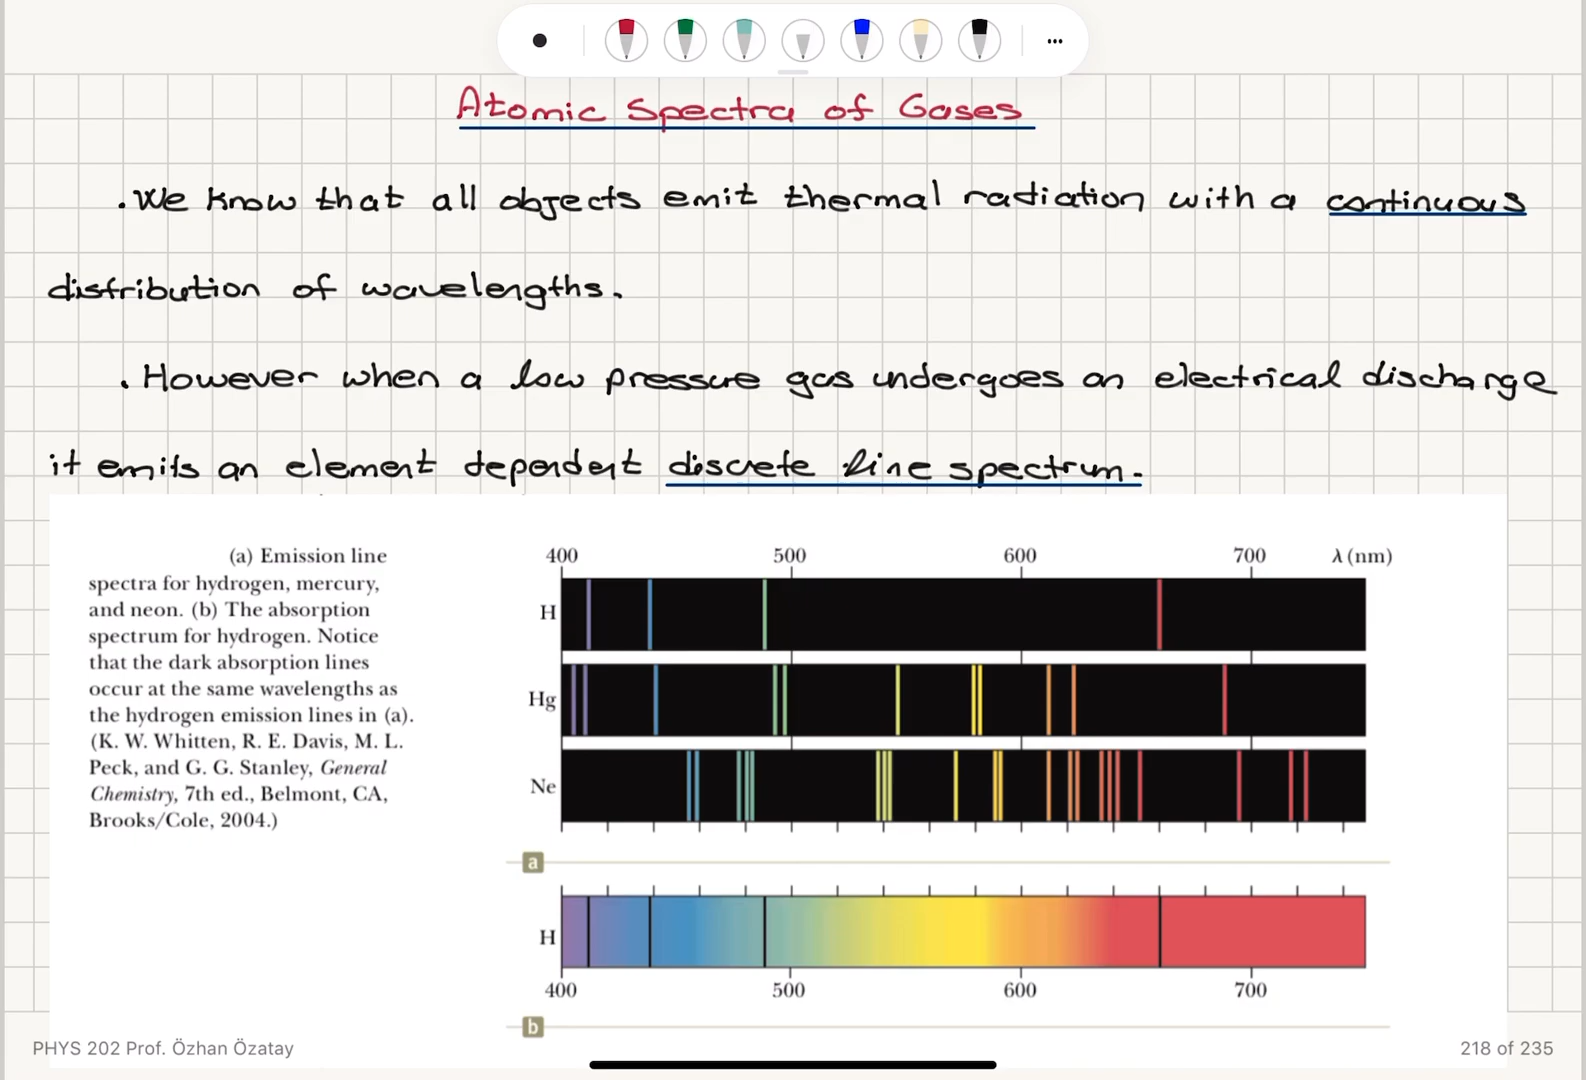 Atomic Spectra of Gases
.We know that all objects emit thermal radiation with a continuous
distribution of wavelengths.
. However when a low pressure gas undergoes an electrical discharge
it emits an element dependent discrete line spectrum.
(a) Emission line
spectra for hydrogen, mercury,
and neon. (b) The absorption
spectrum for hydrogen. Notice
that the dark absorption lines
occur at the same wavelengths as
the hydrogen emission lines in (a).
(K. W. Whitten, R. E. Davis, M. L.
Peck, and G. G. Stanley, General
Chemistry, 7th ed., Belmont, CA,
Brooks/Cole, 2004.)
400 500 600 700 λ (nm)
H
Hg
Ne
a
H
400 500 600 700
b
PHYS 202 Prof. Özhan Özatay
218 of 235